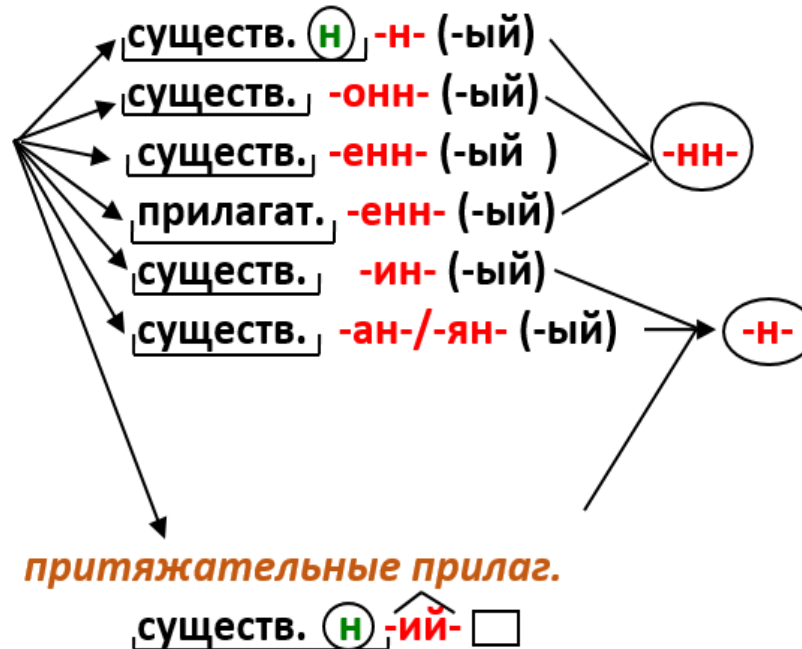 существ. н -н- (-ый)
существ. -онн- (-ый)
существ. -енн- (-ый )
-нн-
прилагат. -енн- (-ый)
существ. -ин- (-ый)
существ. -ан-/-ян- (-ый)
-н-
притяжательные прилаг.
существ. н -ий-